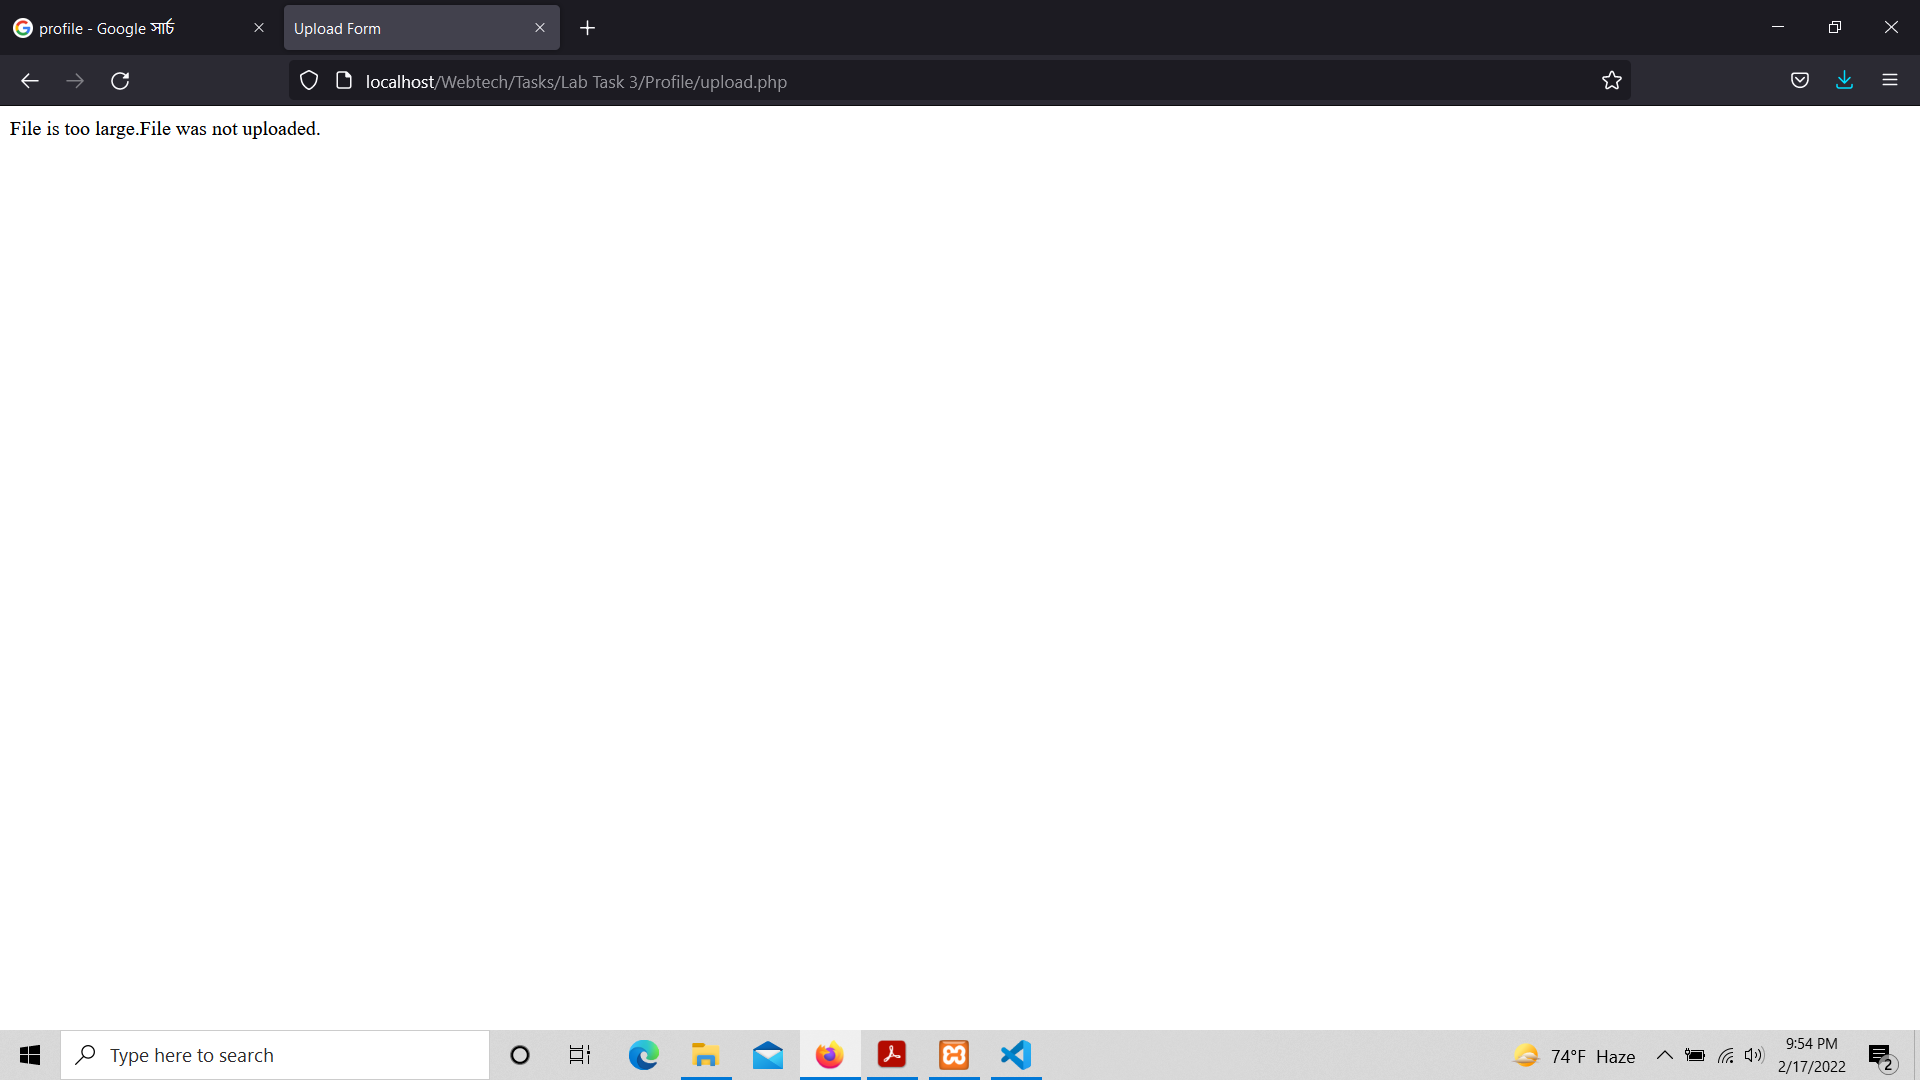 profile - Google সার্চ
Upload Form
localhost/Webtech/Tasks/Lab Task 3/Profile/upload.php
File is too large.File was not uploaded.
Type here to search
74°F Haze
9:54 PM
2/17/2022
2